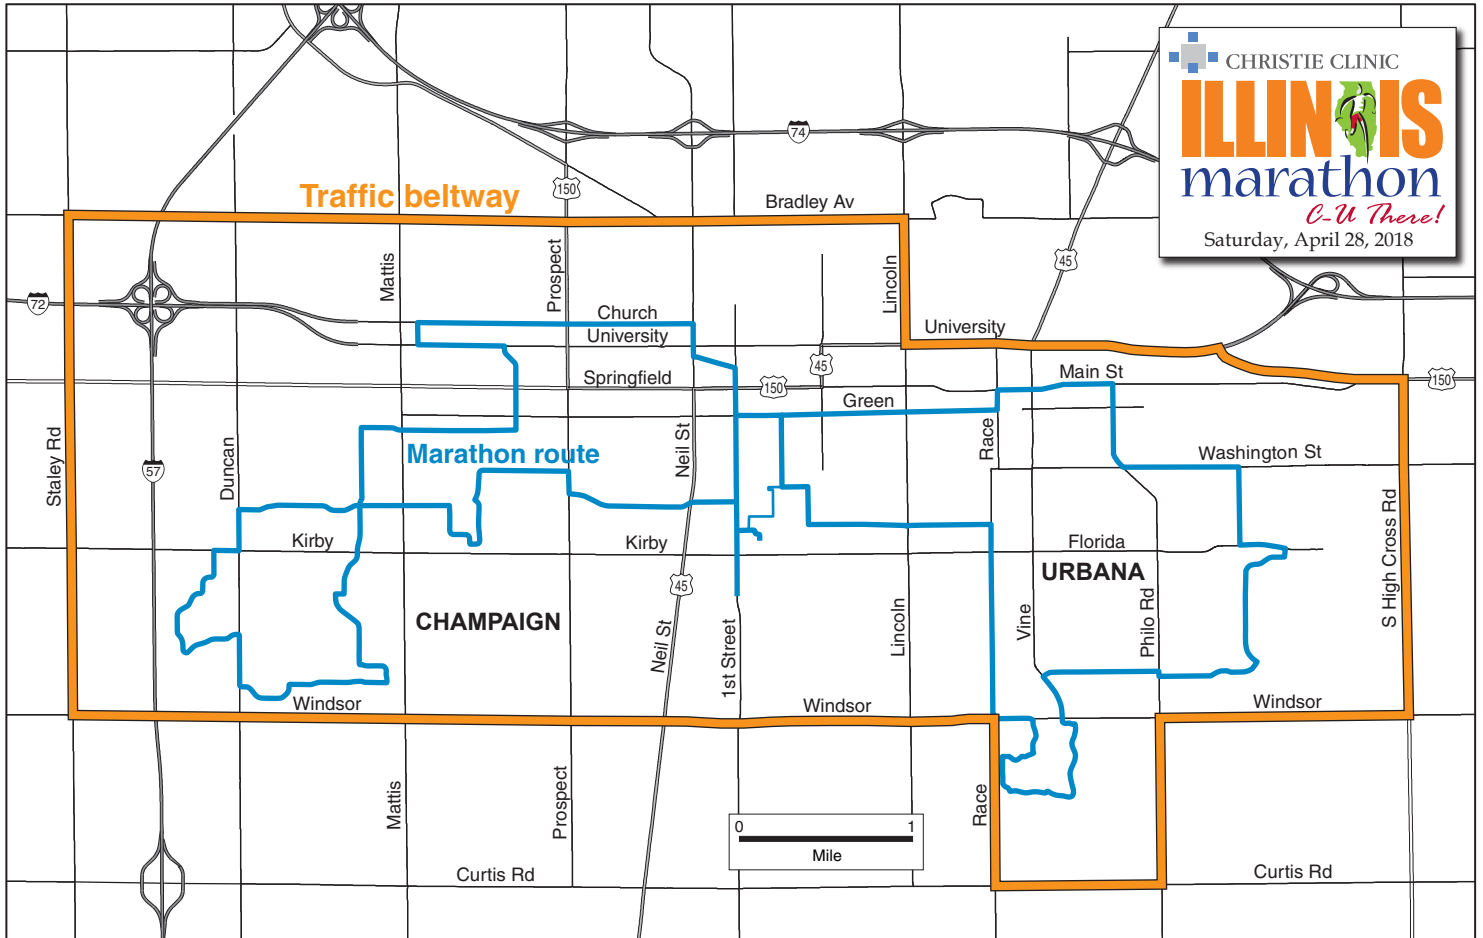 CHRISTIE CLINIC
ILLINOIS
marathon
C-U There!
Saturday, April 28, 2018
74
150
Traffic beltway
Bradley Av
45
72
Mattis
Prospect
Lincoln
Church
University
University
45
Springfield
150
Main St
150
Green
Staley Rd
57
Duncan
Marathon route
Neil St
Race
Washington St
Kirby
Kirby
Florida
URBANA
S High Cross Rd
45
CHAMPAIGN
Neil St
1st Street
Lincoln
Vine
Philo Rd
Windsor
Windsor
Windsor
Mattis
Prospect
Race
0 1
Mile
Curtis Rd
Curtis Rd